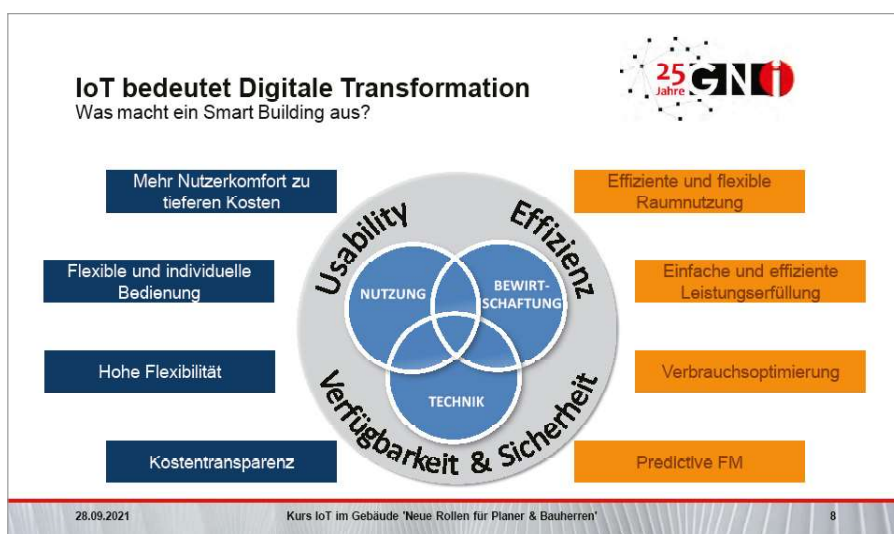 IoT bedeutet Digitale Transformation
Was macht ein Smart Building aus?
25
Jahre
GNi
Mehr Nutzerkomfort zu
tieferen Kosten
Flexible und individuelle
Bedienung
Hohe Flexibilität
Kostentransparenz
Usability
Effizienz
Verfügbarkeit & Sicherheit
NUTZUNG
BEWIRT-
SCHAFTUNG
TECHNIK
Effiziente und flexible
Raumnutzung
Einfache und effiziente
Leistungserfüllung
Verbrauchsoptimierung
Predictive FM
28.09.2021
Kurs IoT im Gebäude 'Neue Rollen für Planer & Bauherren'
8